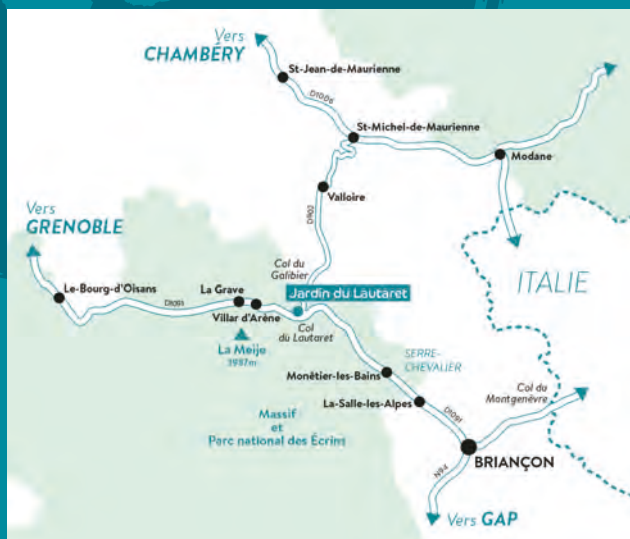 Vers
CHAMBÉRY
St-Jean-de-Maurienne
D1006
St-Michel-de-Maurienne
Modane
Valloire
D902
Vers
GRENOBLE
Col du
Galibier
ITALIE
Le-Bourg-d'Oisans
D1091
La Grave
Villar d'Arène
Jardin du Lautaret
Col
du Lautaret
La Meije
3987m
SERRE-
CHEVALIER
Monêtier-les-Bains
La-Salle-les-Alpes
D1091
Col du
Montgenèvre
Massif
et
Parc national des Écrins
BRIANÇON
N94
Vers GAP